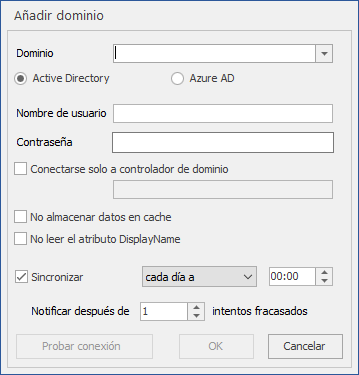 Añadir dominio
Dominio
Active Directory Azure AD
Nombre de usuario
Contraseña
Conectarse solo a controlador de dominio
No almacenar datos en cache
No leer el atributo DisplayName
Sincronizar cada día a 00:00
Notificar después de 1 intentos fracasados
Probar conexión OK Cancelar